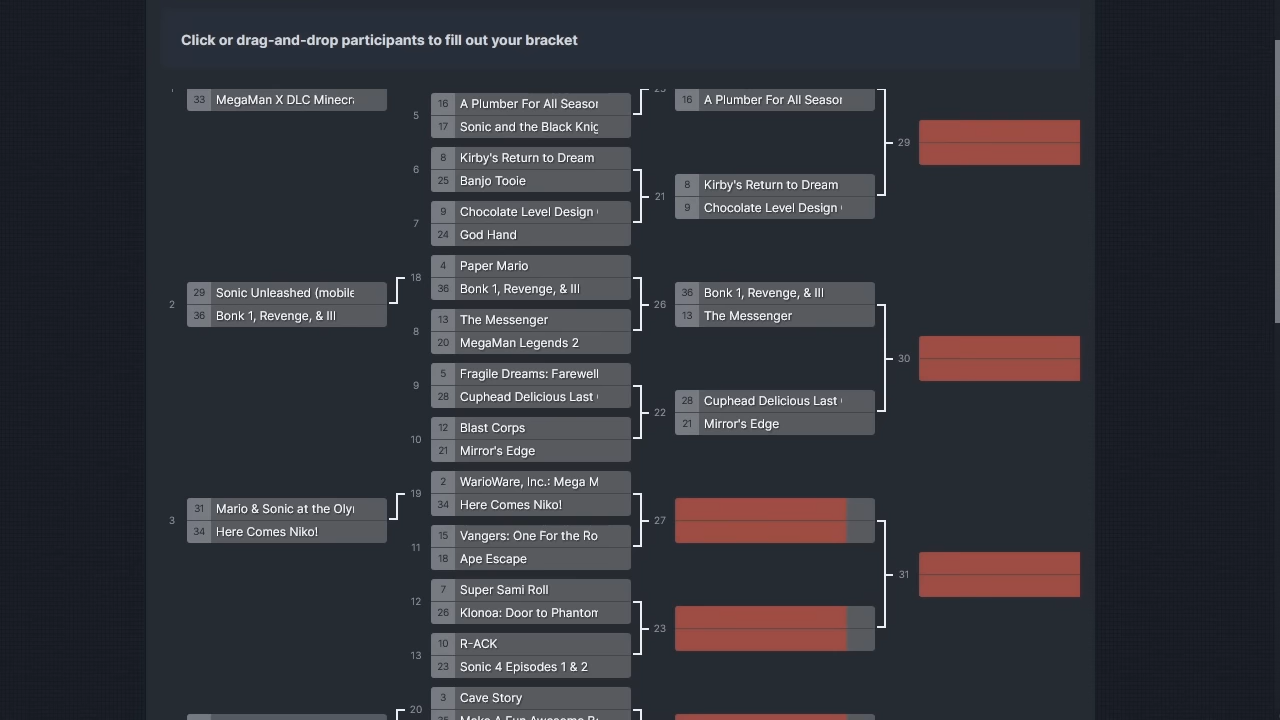 Click or drag-and-drop participants to fill out your bracket
33 MegaMan X DLC Minecr
2
29 Sonic Unleashed (mobile
36 Bonk 1, Revenge, & III
3
31 Mario & Sonic at the Oly
34 Here Comes Niko!
5
16 A Plumber For All Season
17 Sonic and the Black Knig
6
8 Kirby's Return to Dream
25 Banjo Tooie
7
9 Chocolate Level Design
24 God Hand
18
4 Paper Mario
36 Bonk 1, Revenge, & III
8
13 The Messenger
20 MegaMan Legends 2
9
5 Fragile Dreams: Farewell
28 Cuphead Delicious Last
10
12 Blast Corps
21 Mirror's Edge
19
2 WarioWare, Inc.: Mega M
34 Here Comes Niko!
11
15 Vangers: One For the Ro
18 Ape Escape
12
7 Super Sami Roll
26 Klonoa: Door to Phantom
13
10 R-ACK
23 Sonic 4 Episodes 1 & 2
20
3 Cave Story
16 A Plumber For All Season
21
8 Kirby's Return to Dream
9 Chocolate Level Design
26
36 Bonk 1, Revenge, & III
13 The Messenger
22
28 Cuphead Delicious Last
21 Mirror's Edge
27
23
29
30
31